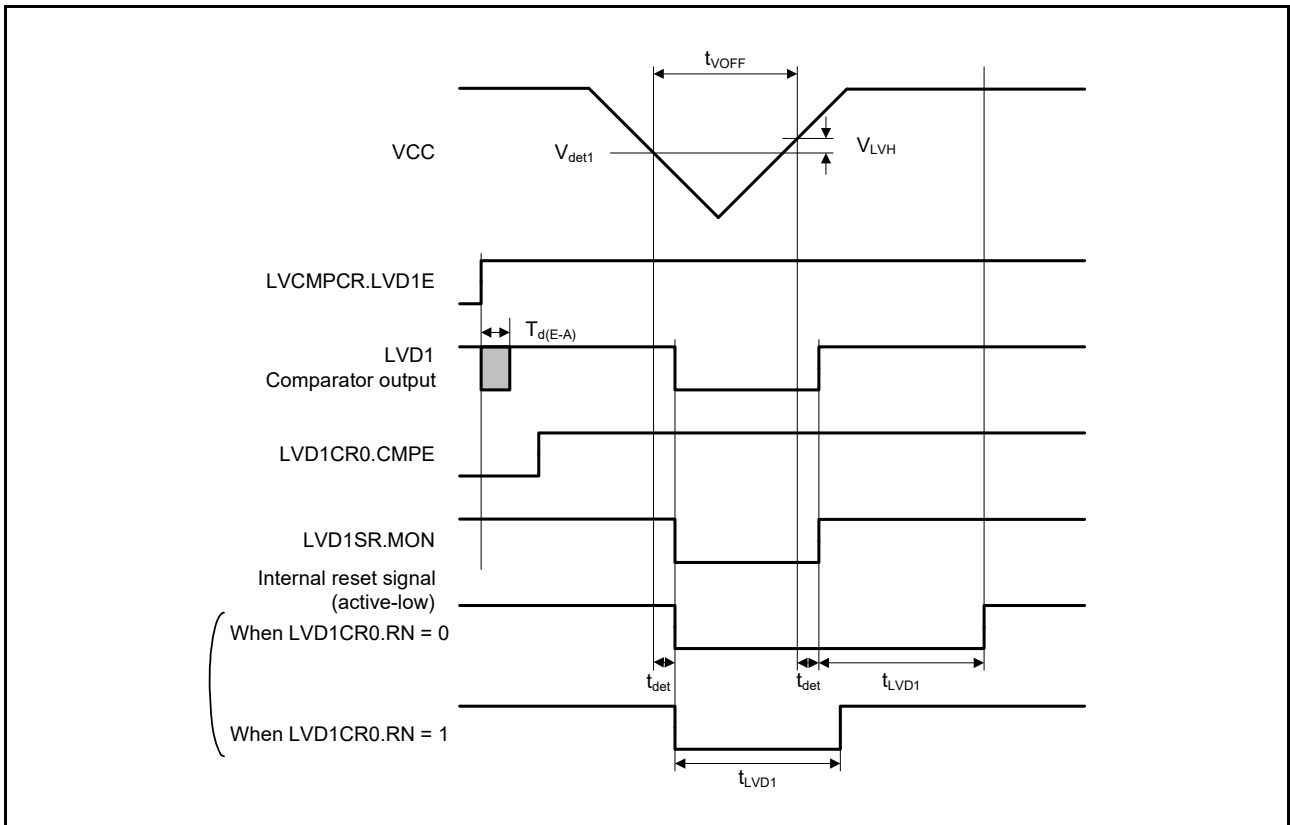 tVOFF
VCC
Vdet1
VLVH
LVCMPCR.LVD1E
Td(E-A)
LVD1
Comparator output
LVD1CR0.CMPE
LVD1SR.MON
Internal reset signal
(active-low)
When LVD1CR0.RN = 0
tdet
tdet
tLVD1
When LVD1CR0.RN = 1
tLVD1